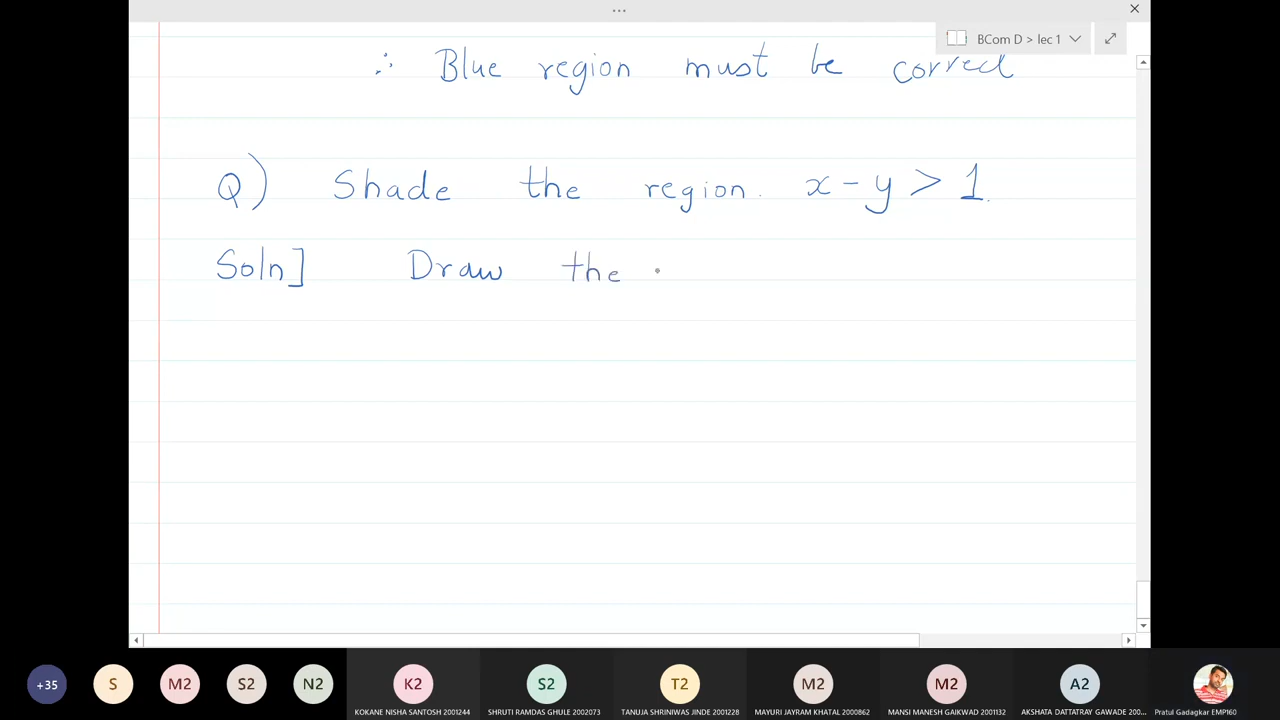 ...
BCom D > lec 1
∴ Blue region must be correct
Q) Shade the region. x - y > 1.
Soln] Draw the
+35 S M2 S2 N2 K2 S2 T2 M2 M2 A2
KOKANE NISHA SANTOSH 2001244 SHRUTI RAMDAS GHULE 2002073 TANUJA SHRINIWAS JINDE 2001228 MAYURI JAYRAM KHATAL 2000862 MANSI MANESH GAIKWAD 2001132 AKSHATA DATTATRAY GAWADE 200... Pratul Gadagkar EMP160